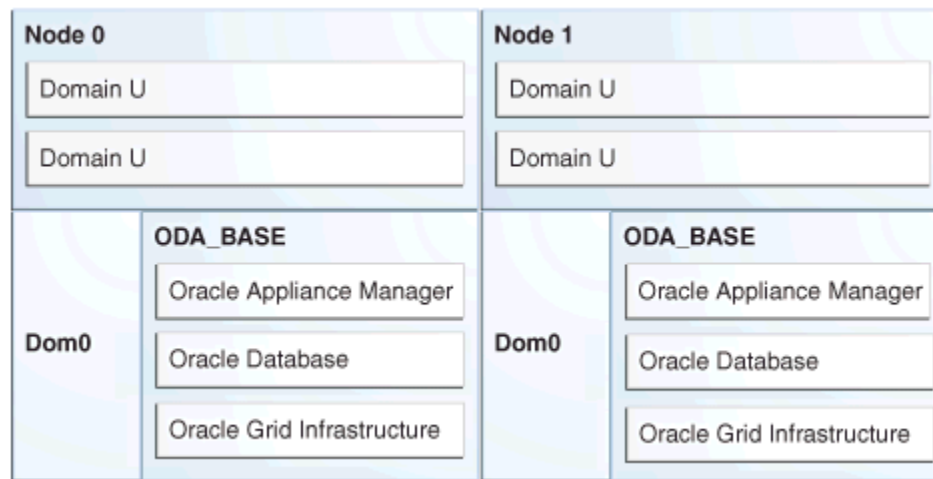 Node 0
Domain U
Domain U
Node 1
Domain U
Domain U
Dom0
ODA_BASE
Oracle Appliance Manager
Oracle Database
Oracle Grid Infrastructure
Dom0
ODA_BASE
Oracle Appliance Manager
Oracle Database
Oracle Grid Infrastructure